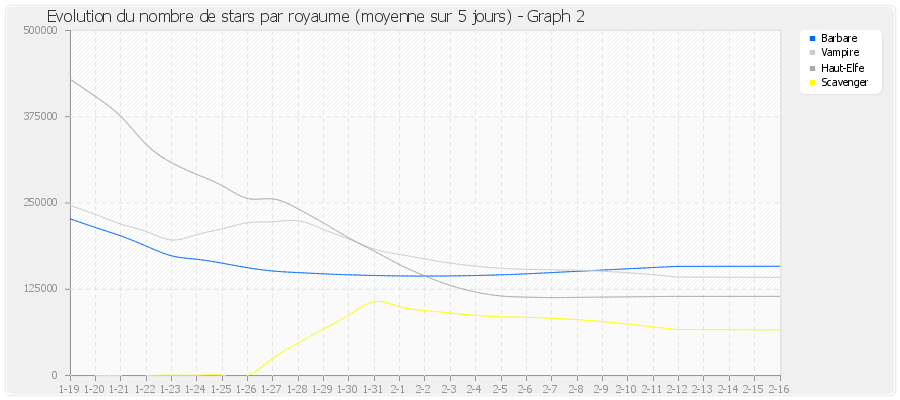 Evolution du nombre de stars par royaume (moyenne sur 5 jours) - Graph 2
500000
375000
250000
125000
0
1-19 1-20 1-21 1-22 1-23 1-24 1-25 1-26 1-27 1-28 1-29 1-30 1-31 2-1 2-2 2-3 2-4 2-5 2-6 2-7 2-8 2-9 2-10 2-11 2-12 2-13 2-14 2-15 2-16
Barbare
Vampire
Haut-Elfe
Scavenger